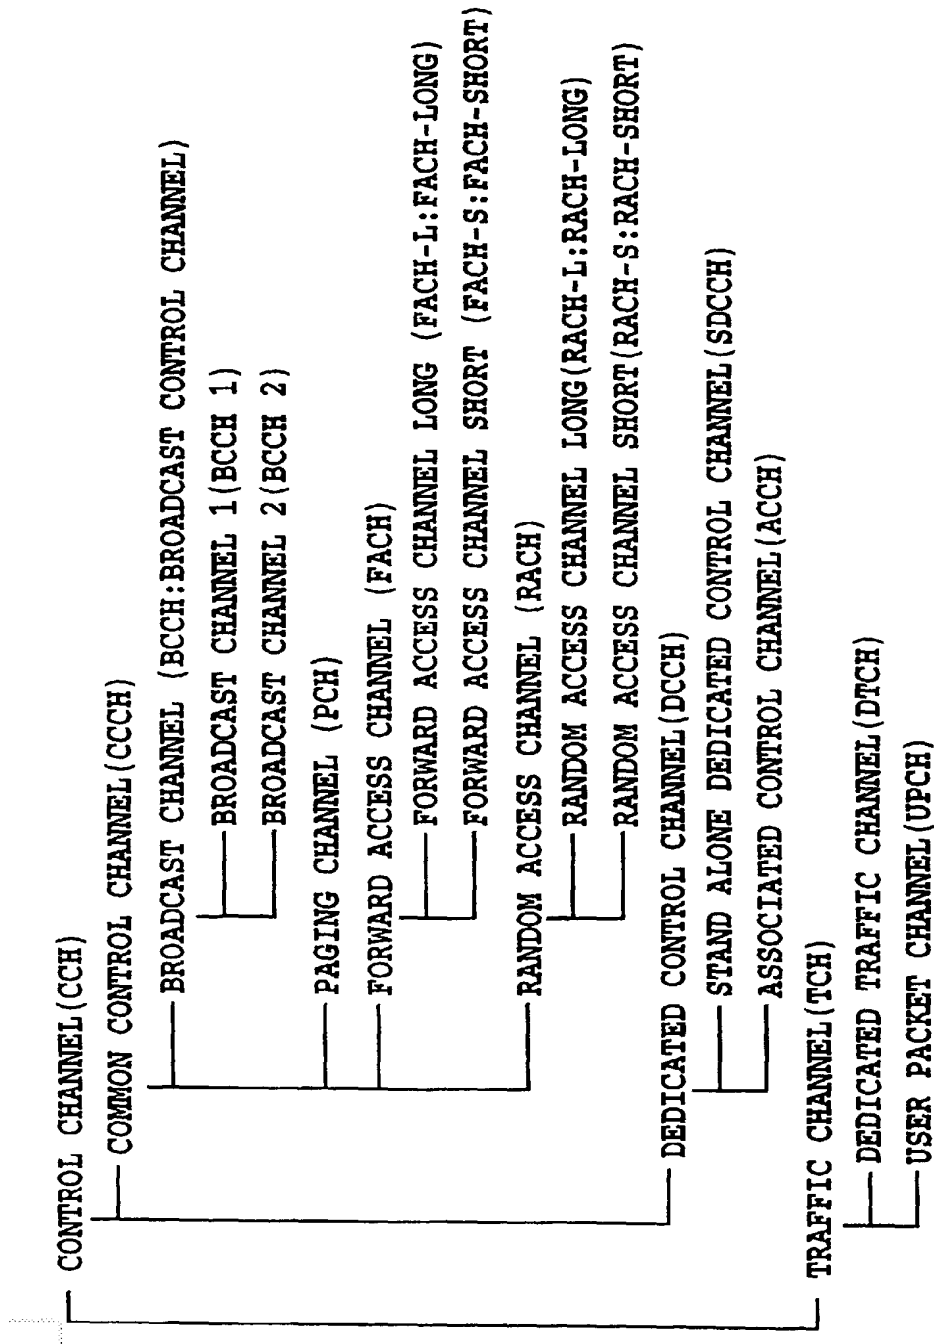 CONTROL CHANNEL(CCH)
COMMON CONTROL CHANNEL(CCCH)
BROADCAST CHANNEL (BCCH:BROADCAST CONTROL CHANNEL)
BROADCAST CHANNEL 1(BCCH 1)
BROADCAST CHANNEL 2(BCCH 2)
PAGING CHANNEL (PCH)
FORWARD ACCESS CHANNEL (FACH)
FORWARD ACCESS CHANNEL LONG (FACH-L:FACH-LONG)
FORWARD ACCESS CHANNEL SHORT (FACH-S:FACH-SHORT)
RANDOM ACCESS CHANNEL (RACH)
RANDOM ACCESS CHANNEL LONG(RACH-L:RACH-LONG)
RANDOM ACCESS CHANNEL SHORT(RACH-S:RACH-SHORT)
DEDICATED CONTROL CHANNEL(DCCH)
STAND ALONE DEDICATED CONTROL CHANNEL(SDCCH)
ASSOCIATED CONTROL CHANNEL(ACCH)
TRAFFIC CHANNEL(TCH)
DEDICATED TRAFFIC CHANNEL(DTCH)
USER PACKET CHANNEL(UPCH)